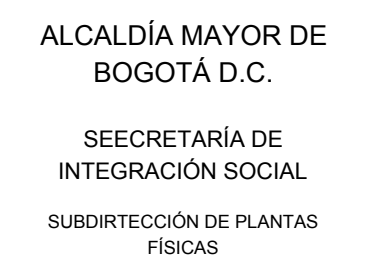 ALCALDÍA MAYOR DE
BOGOTÁ D.C.
SEECRETARÍA DE
INTEGRACIÓN SOCIAL
SUBDIRTECCIÓN DE PLANTAS
FÍSICAS